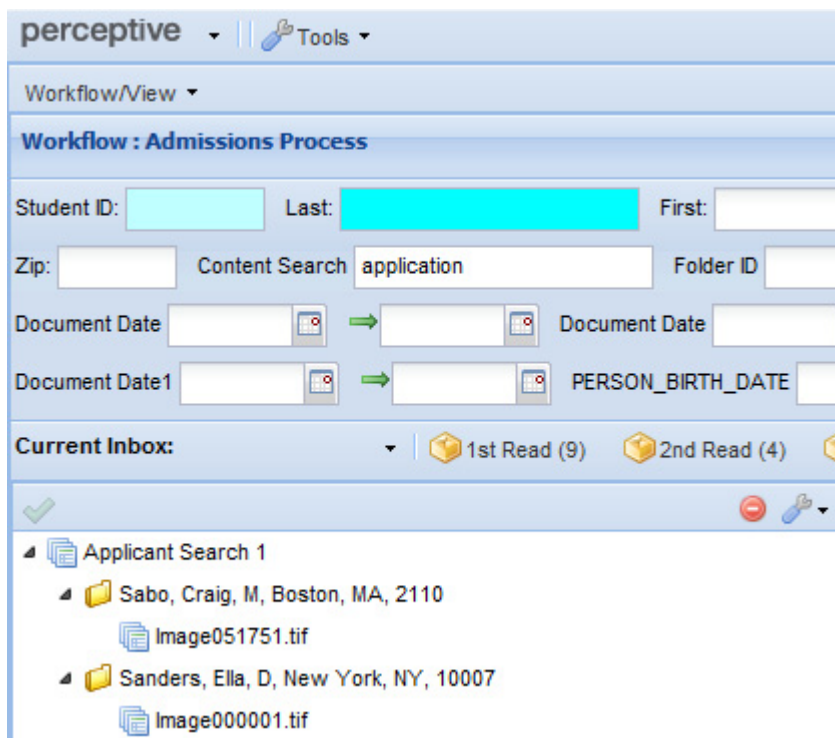 perceptive Tools
Workflow/View
Workflow : Admissions Process
Student ID: Last: First:
Zip: Content Search application Folder ID
Document Date Document Date
Document Date1 PERSON_BIRTH_DATE
Current Inbox: 1st Read (9) 2nd Read (4)
Applicant Search 1
Sabo, Craig, M, Boston, MA, 2110
Image051751.tif
Sanders, Ella, D, New York, NY, 10007
Image000001.tif